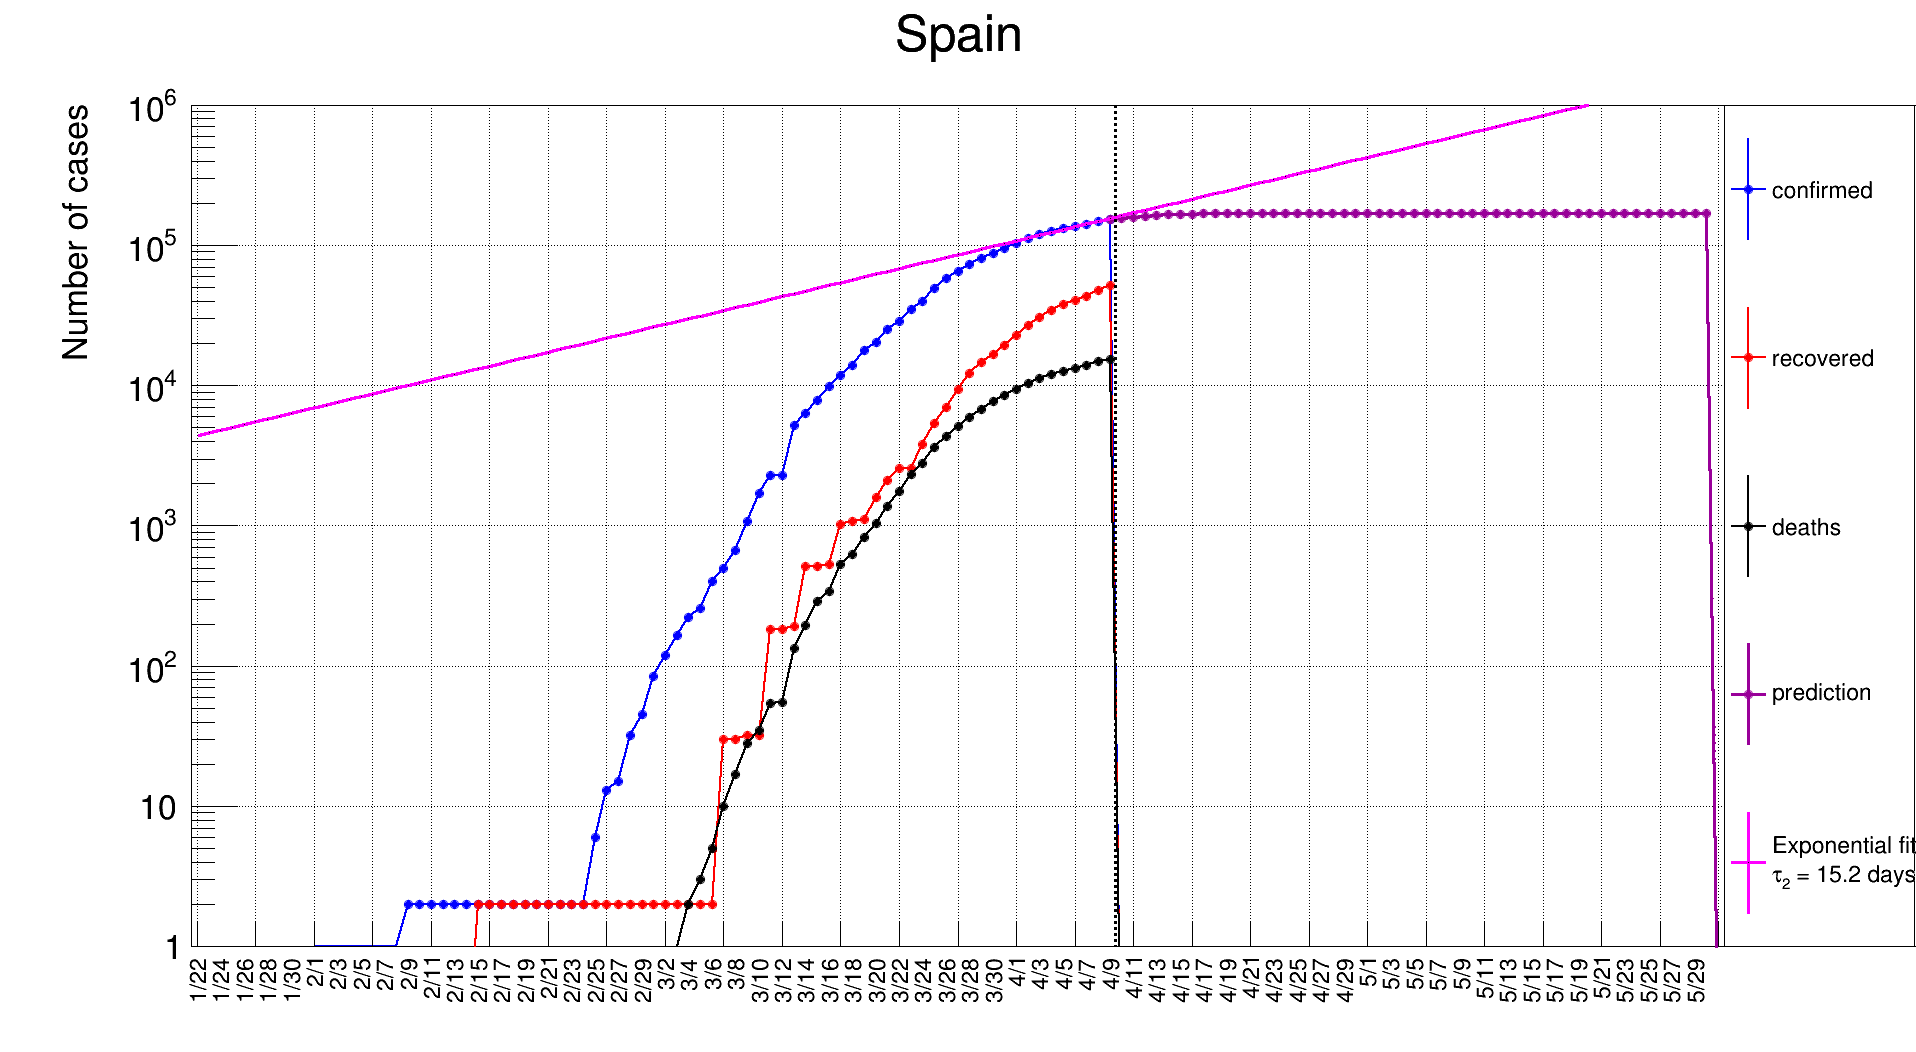 Spain
Number of cases
10^6
10^5
10^4
10^3
10^2
10
1
1/22 1/24 1/26 1/28 1/30 2/1 2/3 2/5 2/7 2/9 2/11 2/13 2/15 2/17 2/19 2/21 2/23 2/25 2/27 2/29 3/2 3/4 3/6 3/8 3/10 3/12 3/14 3/16 3/18 3/20 3/22 3/24 3/26 3/28 3/30 4/1 4/3 4/5 4/7 4/9 4/11 4/13 4/15 4/17 4/19 4/21 4/23 4/25 4/27 4/29 5/1 5/3 5/5 5/7 5/9 5/11 5/13 5/15 5/17 5/19 5/21 5/23 5/25 5/27 5/29
confirmed
recovered
deaths
prediction
Exponential fit
τ₂ = 15.2 days